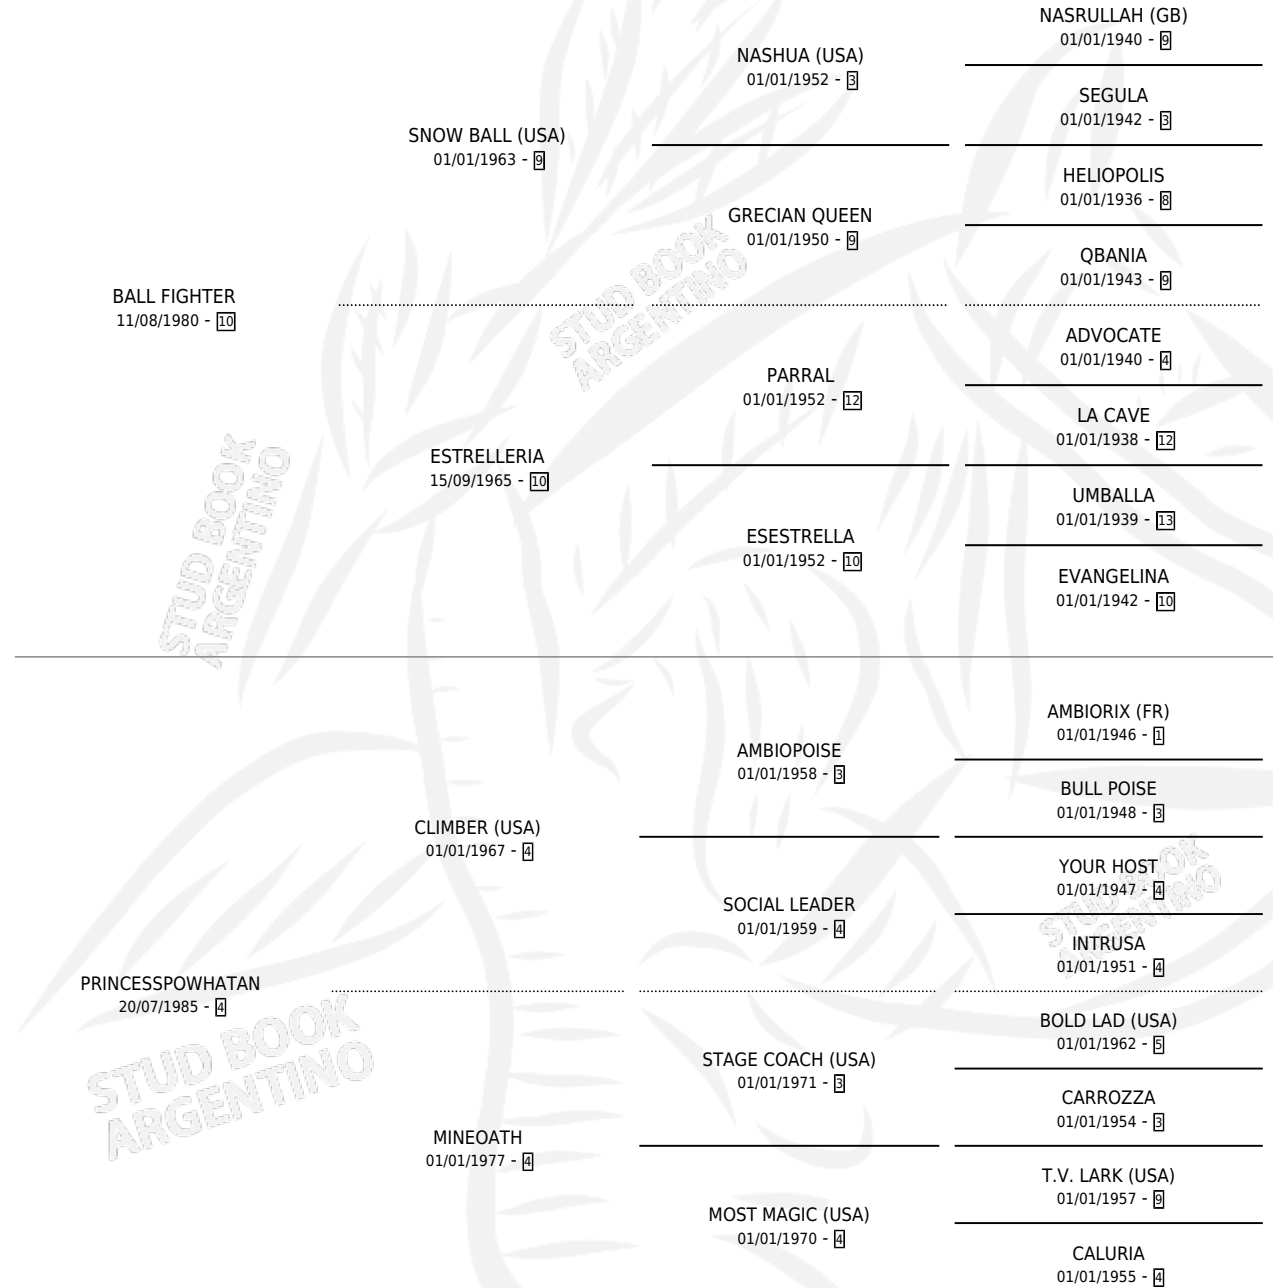 NASRULLAH (GB)
01/01/1940 - 9
NASHUA (USA)
01/01/1952 - 3
SEGULA
01/01/1942 - 3
SNOW BALL (USA)
01/01/1963 - 9
HELIOPOLIS
01/01/1936 - 8
GRECIAN QUEEN
01/01/1950 - 9
QBANIA
01/01/1943 - 9
BALL FIGHTER
11/08/1980 - 10
STUD BOOK
ARGENTINO
ADVOCATE
01/01/1940 - 4
PARRAL
01/01/1952 - 12
LA CAVE
01/01/1938 - 12
ESTRELLERIA
15/09/1965 - 10
UMBALLA
01/01/1939 - 13
ESESTRELLA
01/01/1952 - 10
EVANGELINA
01/01/1942 - 10
STUD BOOK
ARGENTINO
AMBIORIX (FR)
01/01/1946 - 1
AMBIOPOISE
01/01/1958 - 3
BULL POISE
01/01/1948 - 3
CLIMBER (USA)
01/01/1967 - 4
YOUR HOST
01/01/1947 - 4
SOCIAL LEADER
01/01/1959 - 4
STUD BOOK
ARGENTINO
INTRUSA
01/01/1951 - 4
PRINCESSPOWHATAN
20/07/1985 - 4
BOLD LAD (USA)
01/01/1962 - 5
STAGE COACH (USA)
01/01/1971 - 3
CARROZZA
01/01/1954 - 3
STUD BOOK
ARGENTINO
MINEOATH
01/01/1977 - 4
T.V. LARK (USA)
01/01/1957 - 9
MOST MAGIC (USA)
01/01/1970 - 4
CALURIA
01/01/1955 - 4